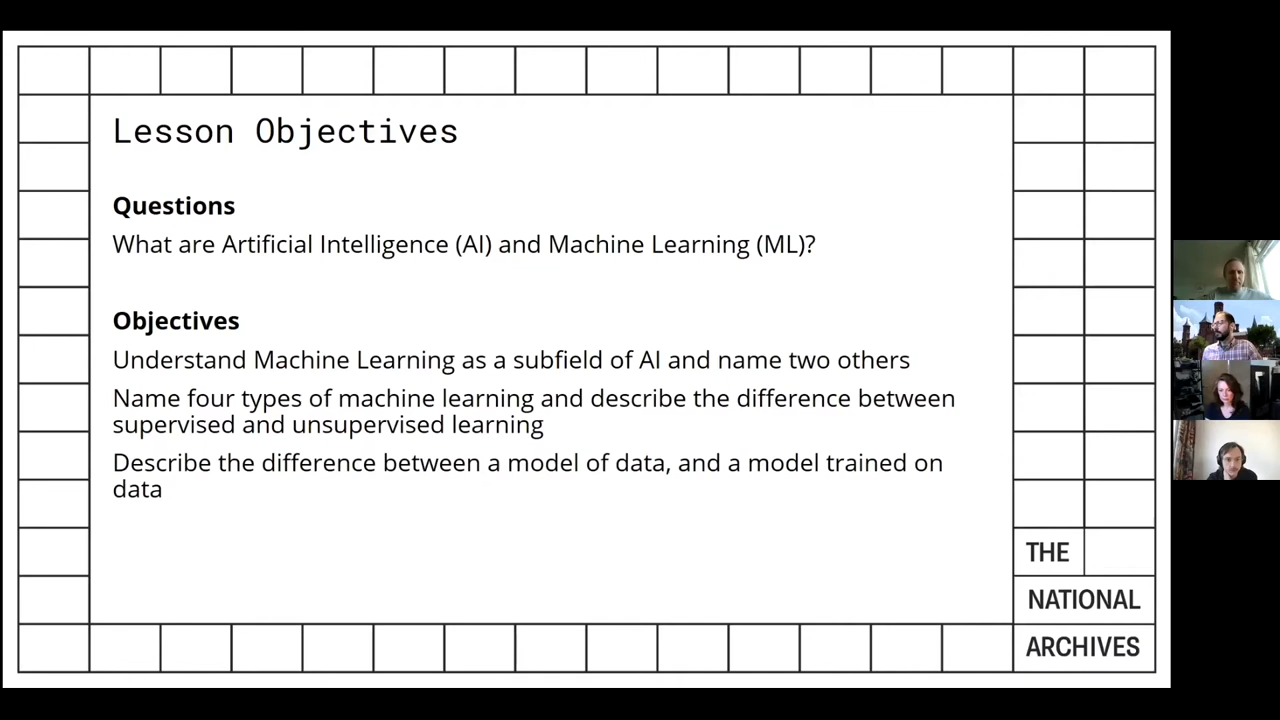 Lesson Objectives
Questions
What are Artificial Intelligence (AI) and Machine Learning (ML)?
Objectives
Understand Machine Learning as a subfield of AI and name two others
Name four types of machine learning and describe the difference between
supervised and unsupervised learning
Describe the difference between a model of data, and a model trained on
data
THE
NATIONAL
ARCHIVES